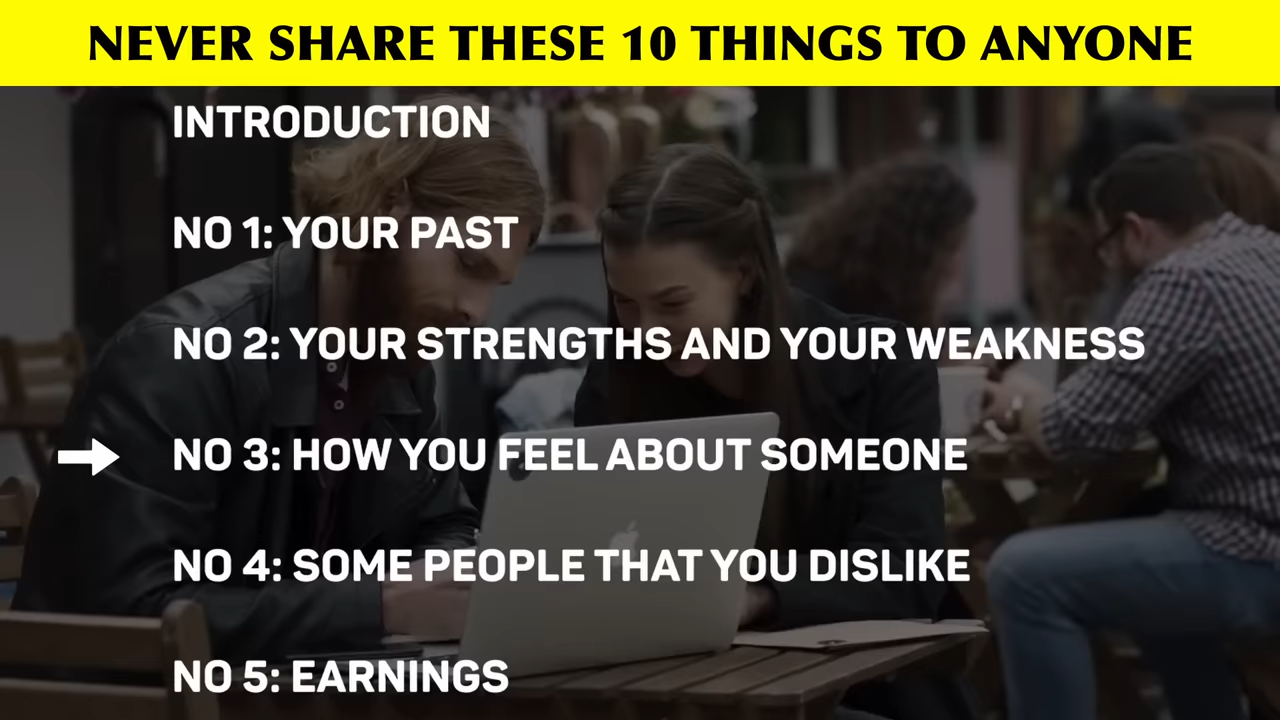 NEVER SHARE THESE 10 THINGS TO ANYONE
INTRODUCTION
NO 1: YOUR PAST
NO 2: YOUR STRENGTHS AND YOUR WEAKNESS
NO 3: HOW YOU FEEL ABOUT SOMEONE
NO 4: SOME PEOPLE THAT YOU DISLIKE
NO 5: EARNINGS